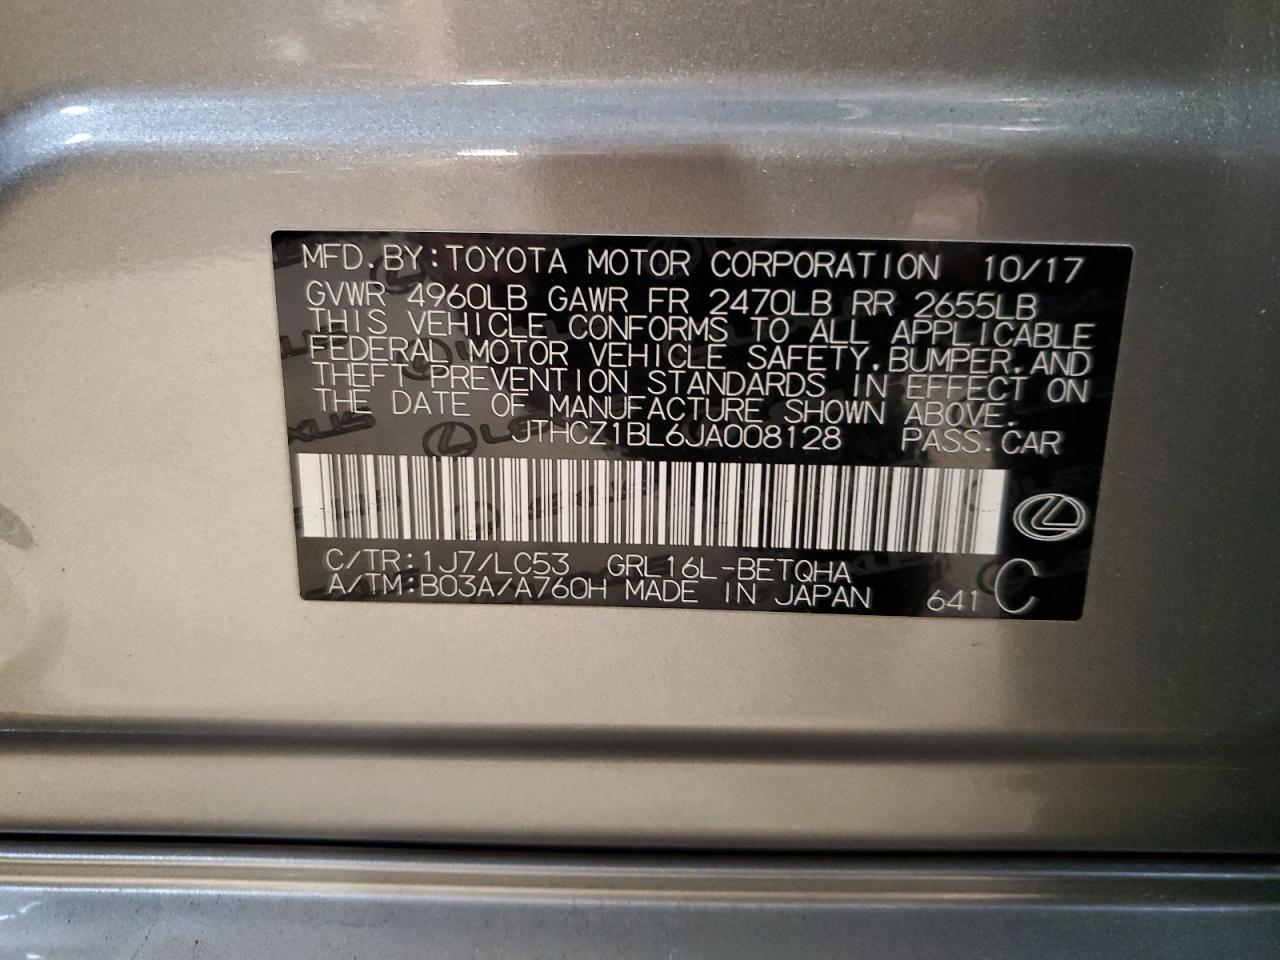 MFD. BY: TOYOTA MOTOR CORPORATION 10/17
GVWR 4960LB GAWR FR 2470LB RR 2655LB
THIS VEHICLE CONFORMS TO ALL APPLICABLE
FEDERAL MOTOR VEHICLE SAFETY, BUMPER, AND
THEFT PREVENTION STANDARDS IN EFFECT ON
THE DATE OF MANUFACTURE SHOWN ABOVE.
JTHCZ1BL6JA008128 PASS. CAR
C/TR: 1J7/LC53 GRL16L-BETQHA
A/TM: B03A/A760H MADE IN JAPAN 641 C